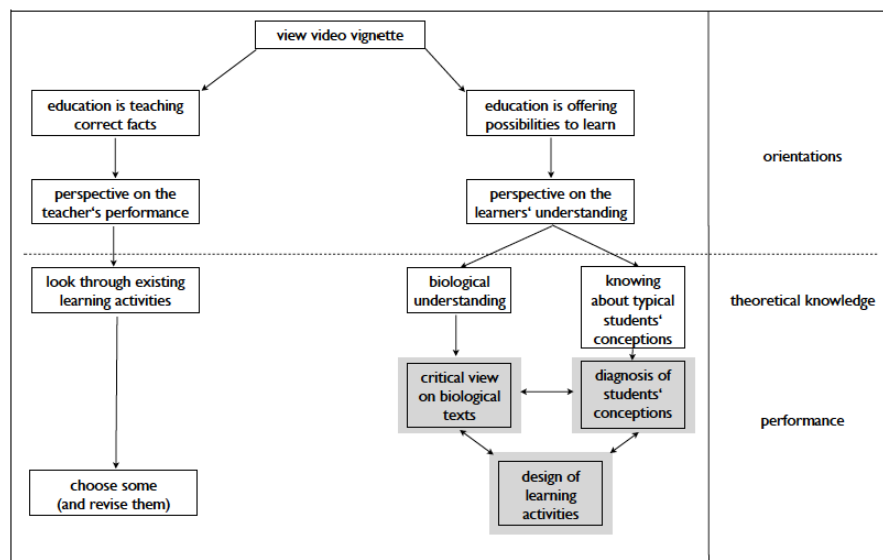 view video vignette
education is teaching
correct facts
education is offering
possibilities to learn
orientations
perspective on the
teacher's performance
perspective on the
learners' understanding
look through existing
learning activities
biological
understanding
knowing
about typical
students'
conceptions
theoretical knowledge
critical view
on biological
texts
diagnosis of
students'
conceptions
performance
choose some
(and revise them)
design of
learning
activities